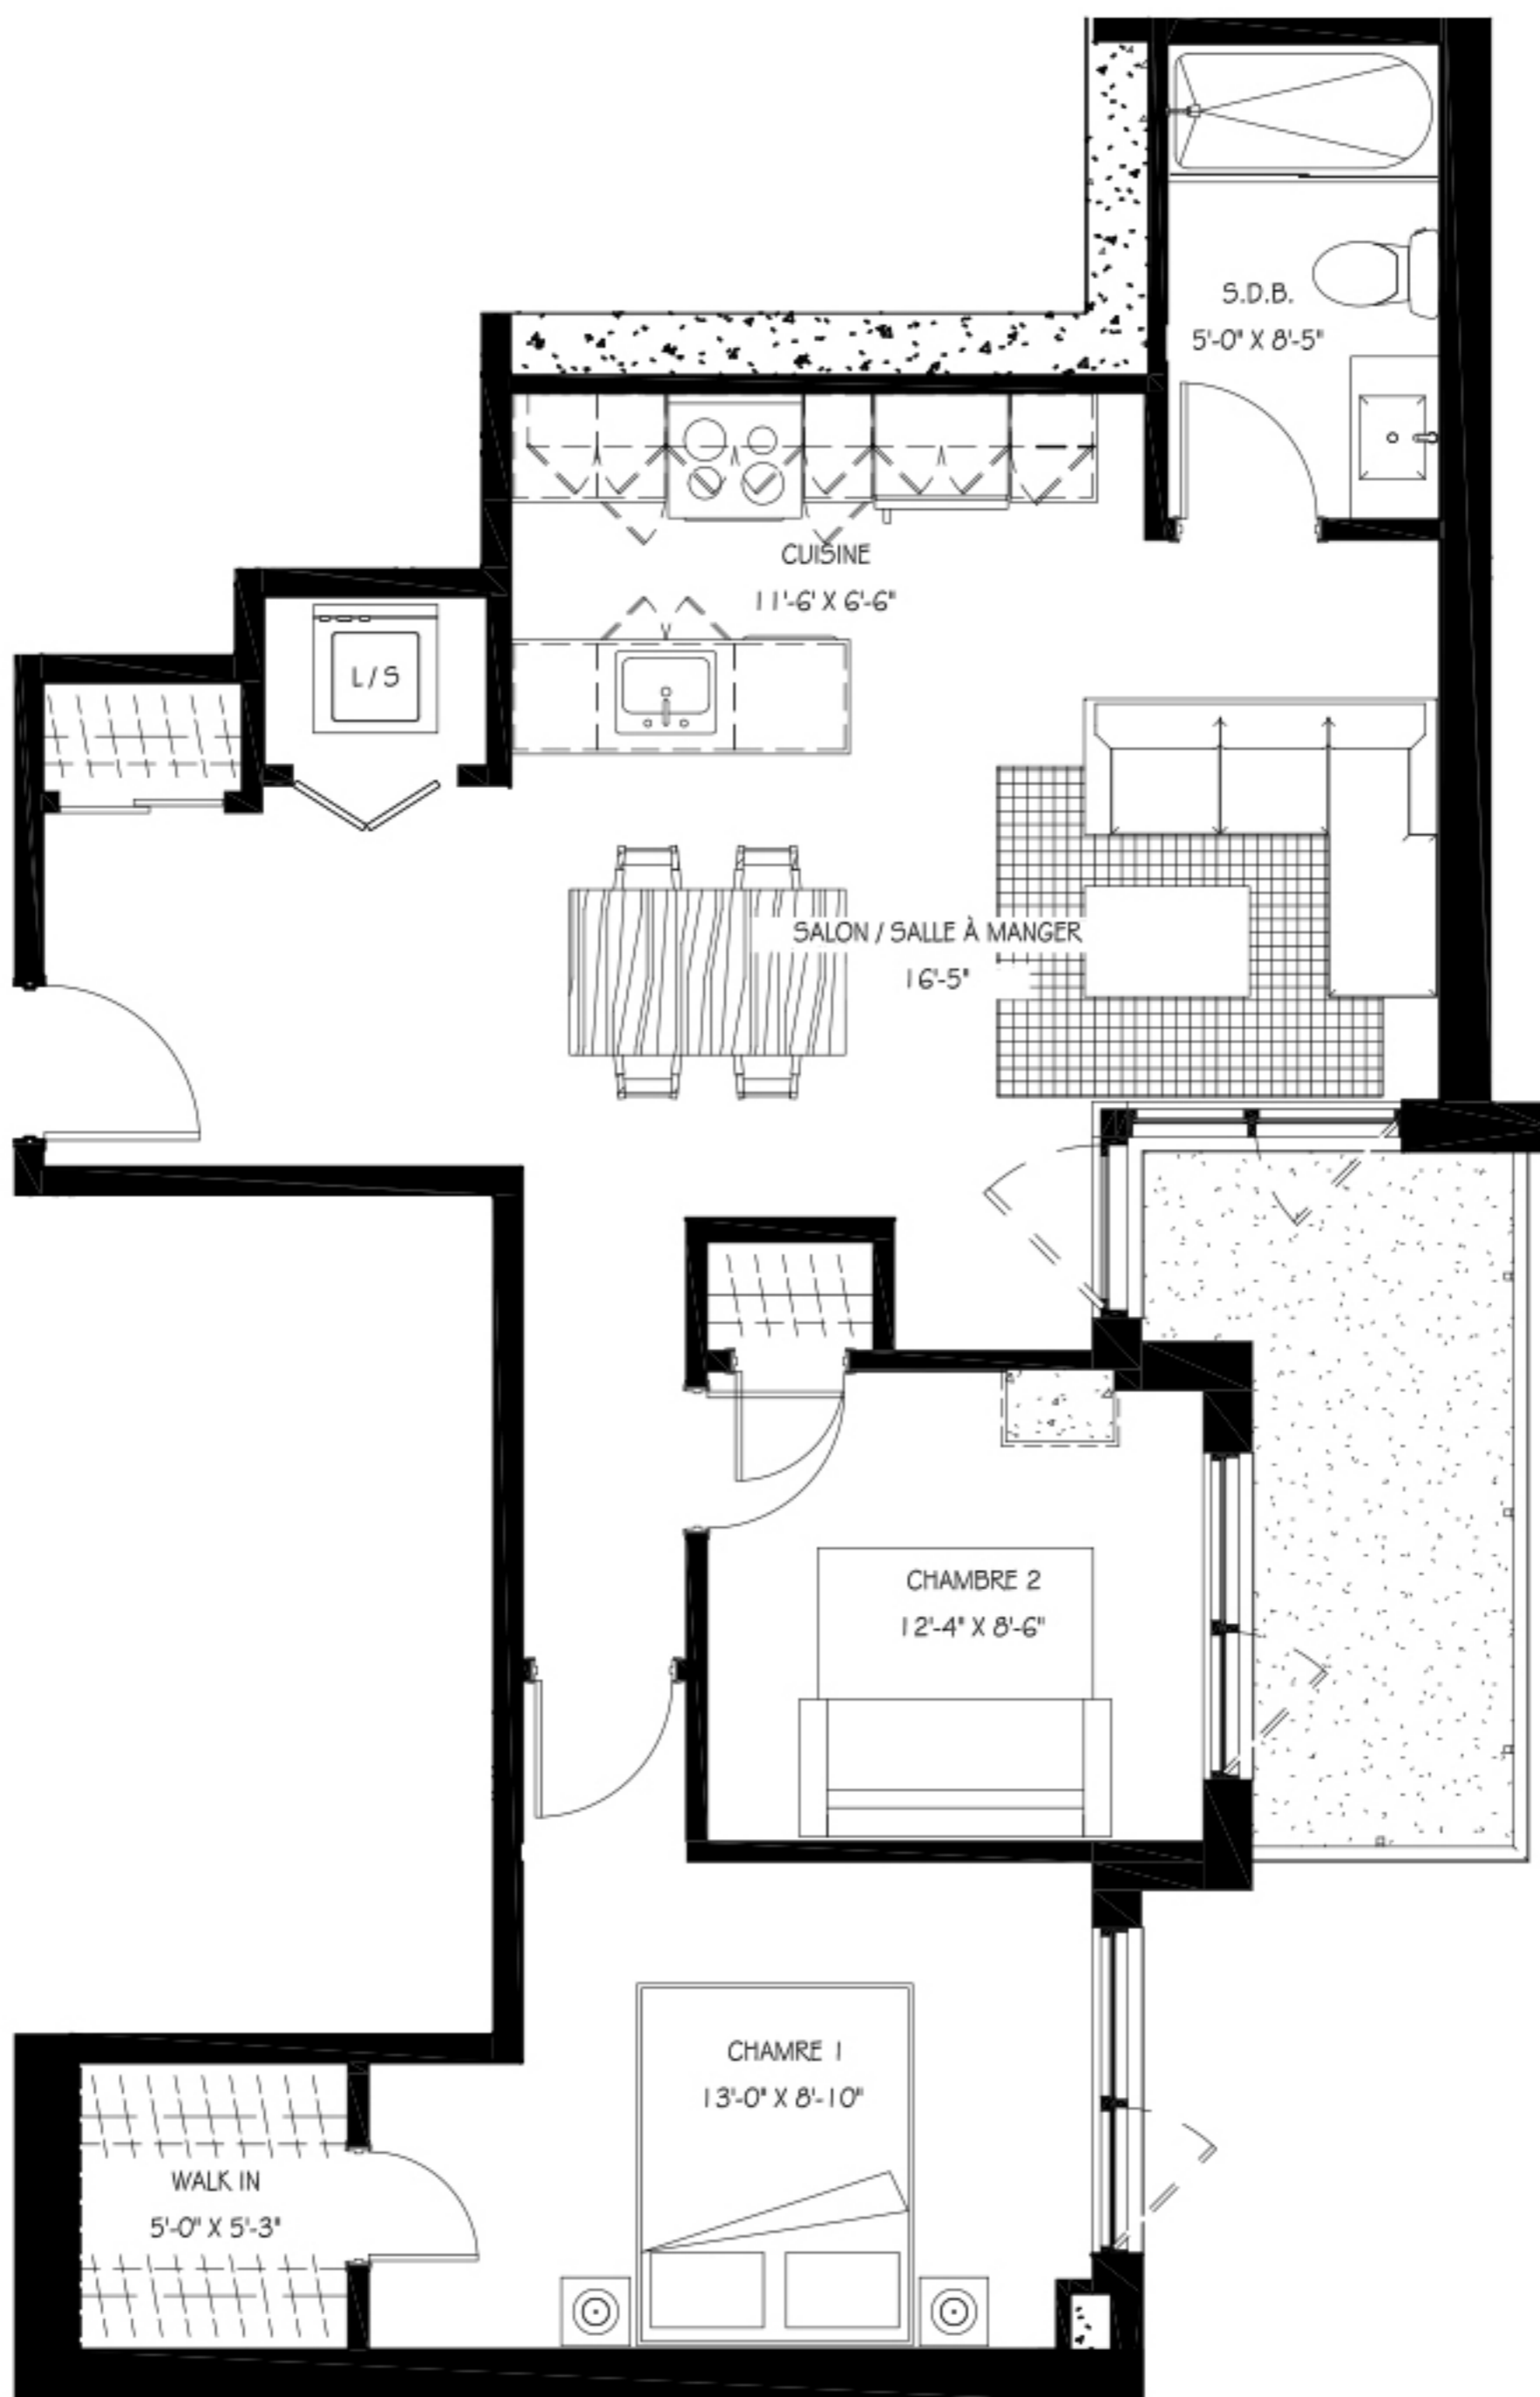 S.D.B.
5'-0" X 8'-5"
CUISINE
11'-6' X 6'-6"
L / S
SALON / SALLE À MANGER
16'-5"
CHAMBRE 2
12'-4" X 8'-6"
CHAMRE 1
13'-0" X 8'-10"
WALK IN
5'-0" X 5'-3"